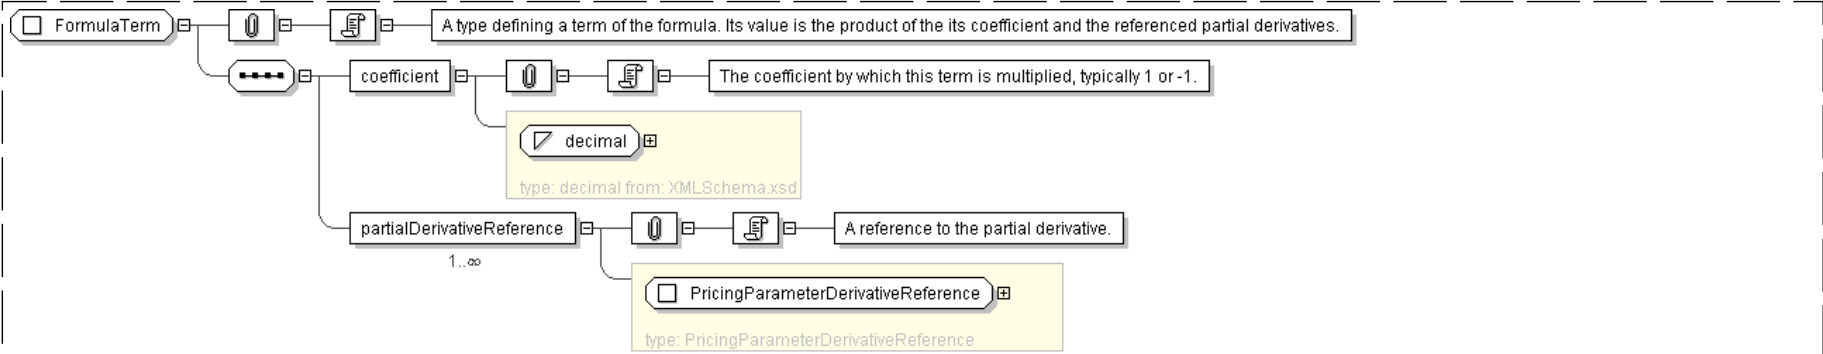 FormulaTerm
A type defining a term of the formula. Its value is the product of the its coefficient and the referenced partial derivatives.
coefficient
The coefficient by which this term is multiplied, typically 1 or -1.
decimal
type: decimal from: XMLSchema.xsd
partialDerivativeReference
A reference to the partial derivative.
1..∞
PricingParameterDerivativeReference
type: PricingParameterDerivativeReference